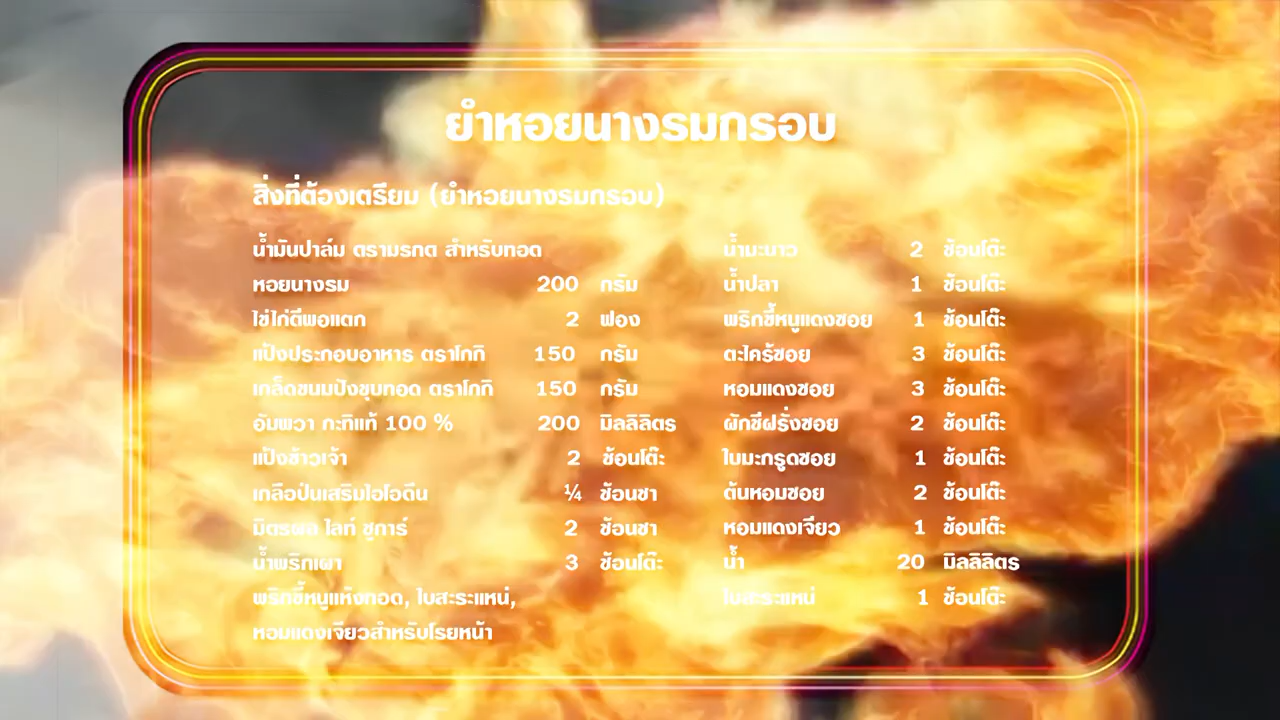 ยำหอยนางรมกรอบ
สิ่งที่ต้องเตรียม (ยำหอยนางรมกรอบ)
น้ำมันปาล์ม ตรามรกต สำหรับทอด
หอยนางรม 200 กรัม
ไข่ไก่ตีพอแตก 2 ฟอง
แป้งประกอบอาหาร ตราโกกิ 150 กรัม
เกล็ดขนมปังชุบทอด ตราโกกิ 150 กรัม
อัมพวา กะทิแท้ 100 % 200 มิลลิลิตร
แป้งข้าวเจ้า 2 ช้อนโต๊ะ
เกลือป่นเสริมไอโอดีน ¼ ช้อนชา
มิตรผล ไลท์ ชูการ์ 2 ช้อนชา
น้ำพริกเผา 3 ช้อนโต๊ะ
พริกขี้หนูแห้งทอด, ใบสะระแหน่,
หอมแดงเจียวสำหรับโรยหน้า
น้ำมะนาว 2 ช้อนโต๊ะ
น้ำปลา 1 ช้อนโต๊ะ
พริกขี้หนูแดงซอย 1 ช้อนโต๊ะ
ตะไคร้ซอย 3 ช้อนโต๊ะ
หอมแดงซอย 3 ช้อนโต๊ะ
ผักชีฝรั่งซอย 2 ช้อนโต๊ะ
ใบมะกรูดซอย 1 ช้อนโต๊ะ
ต้นหอมซอย 2 ช้อนโต๊ะ
หอมแดงเจียว 1 ช้อนโต๊ะ
น้ำ 20 มิลลิลิตร
ใบสะระแหน่ 1 ช้อนโต๊ะ